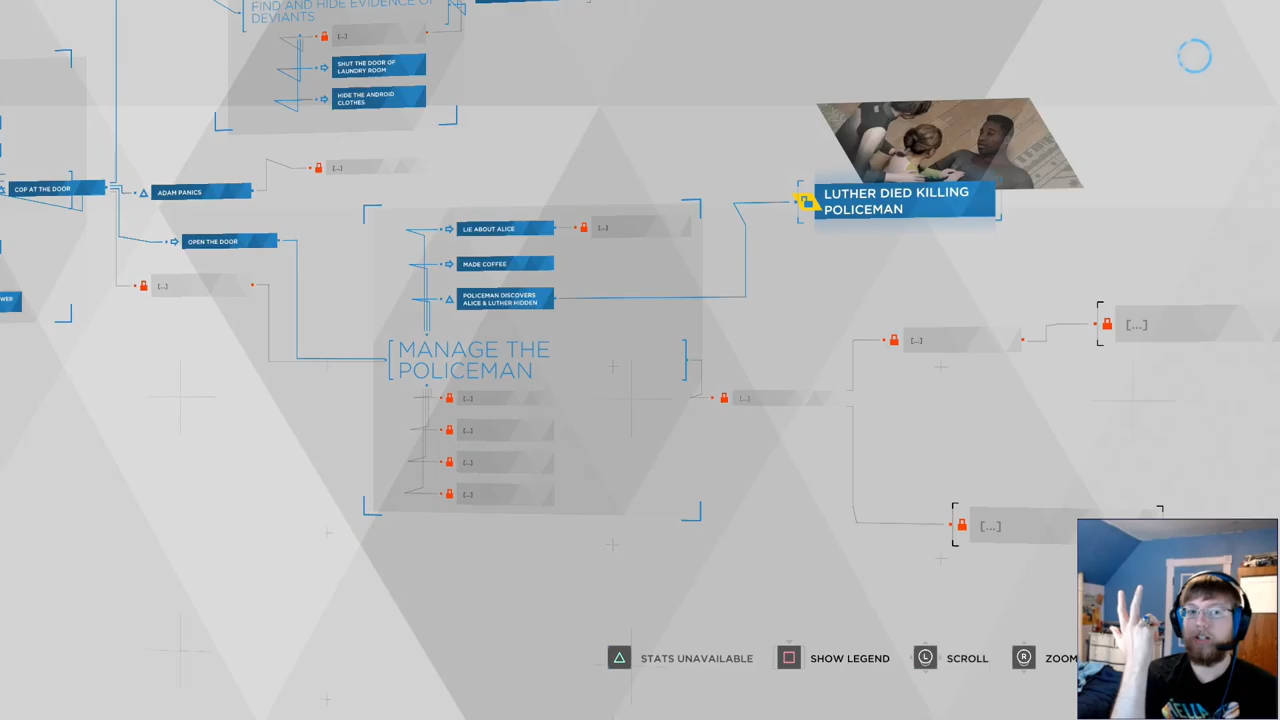 FIND AND HIDE EVIDENCE OF
DEVIANTS
[...]
SHUT THE DOOR OF
LAUNDRY ROOM
HIDE THE ANDROID
CLOTHES
COP AT THE DOOR
ADAM PANICS
[...]
OPEN THE DOOR
[...]
LIE ABOUT ALICE
[...]
MADE COFFEE
POLICEMAN DISCOVERS
ALICE & LUTHER HIDDEN
MANAGE THE
POLICEMAN
[...]
[...]
[...]
[...]
LUTHER DIED KILLING
POLICEMAN
[...]
[...]
[...]
[...]
STATS UNAVAILABLE
SHOW LEGEND
L
SCROLL
R
ZOOM